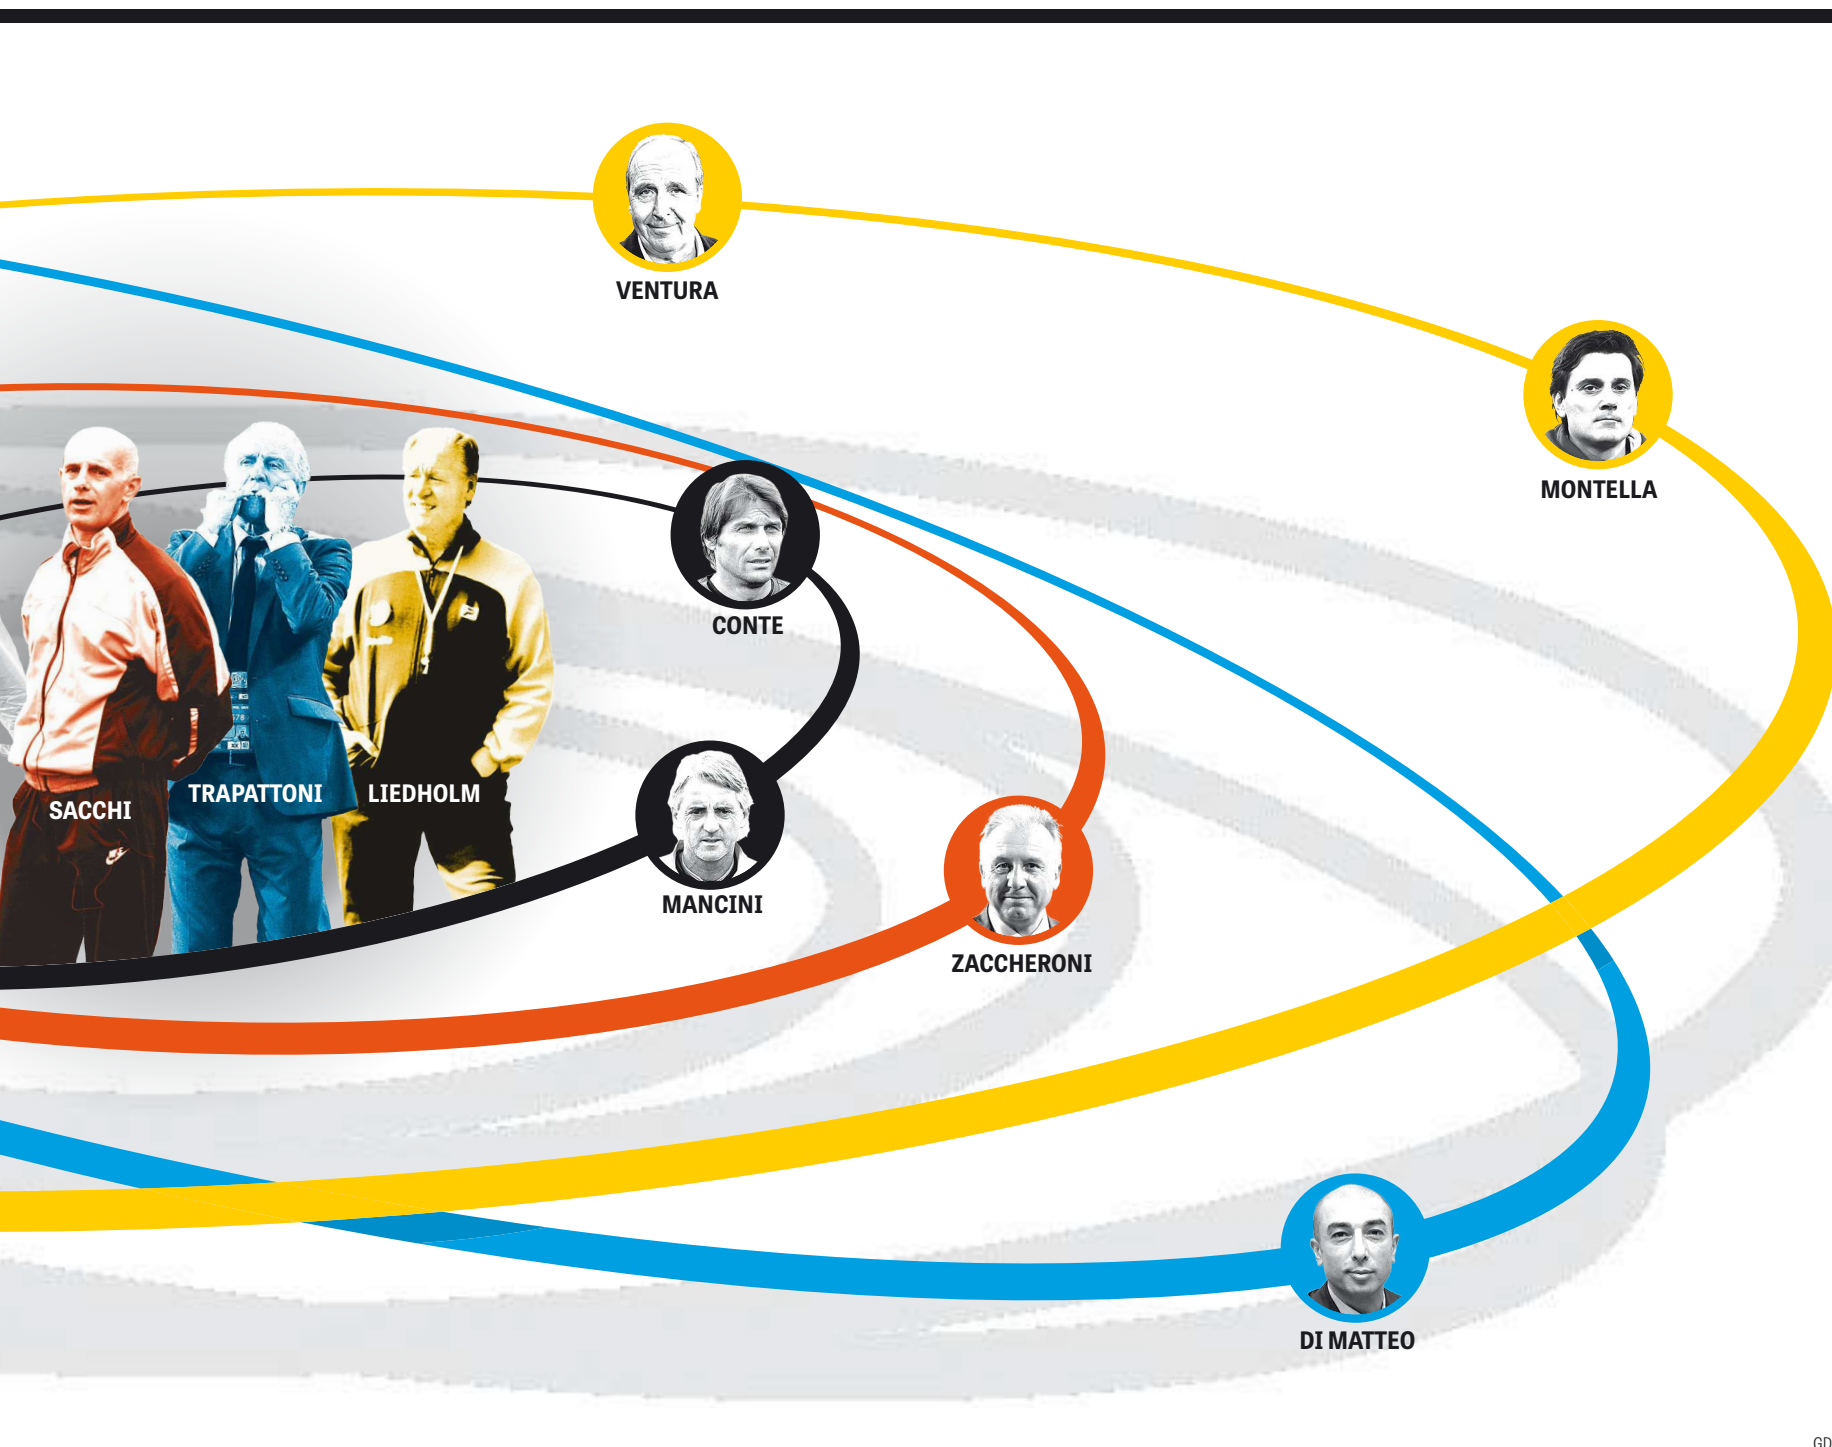 VENTURA
MONTELLA
CONTE
TRAPATTONI
LIEDHOLM
SACCHI
MANCINI
ZACCHERONI
DI MATTEO
GD